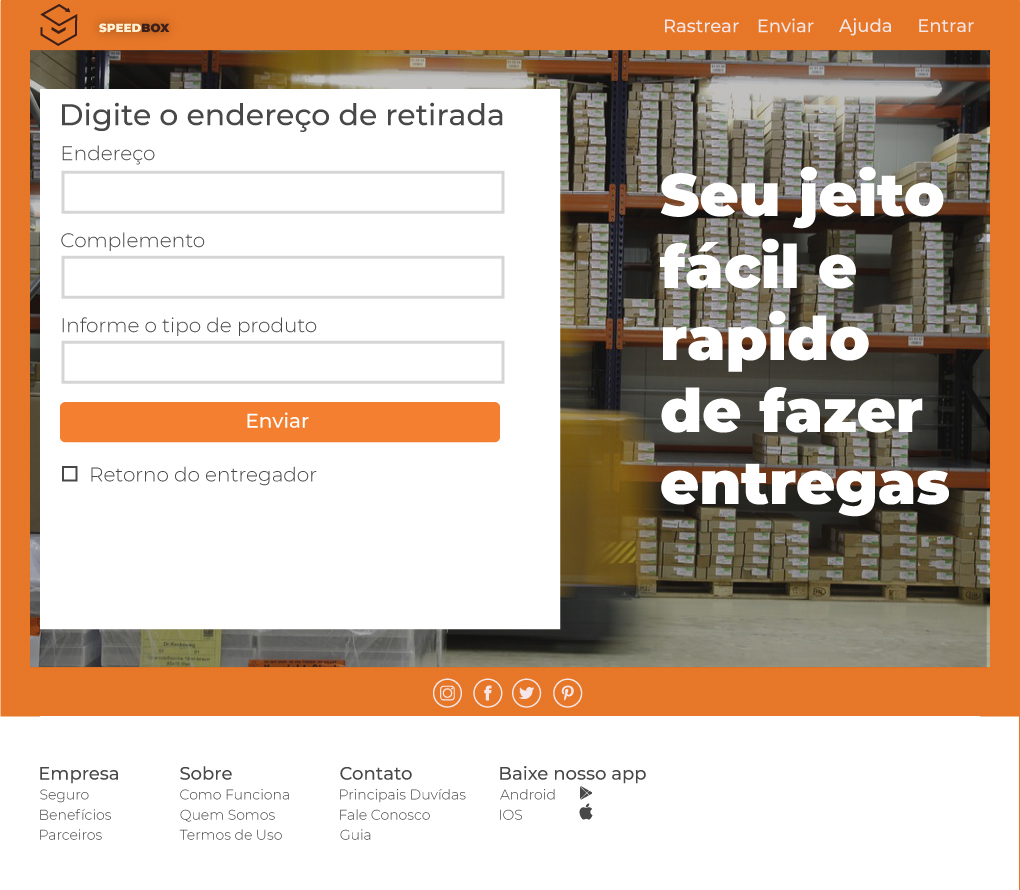 SPEEDBOX
Rastrear Enviar Ajuda Entrar
Digite o endereço de retirada
Endereço
Complemento
Informe o tipo de produto
Enviar
Retorno do entregador
Seu jeito
fácil e
rapido
de fazer
entregas
Empresa
Seguro
Benefícios
Parceiros
Sobre
Como Funciona
Quem Somos
Termos de Uso
Contato
Principais Duvídas
Fale Conosco
Guia
Baixe nosso app
Android
IOS